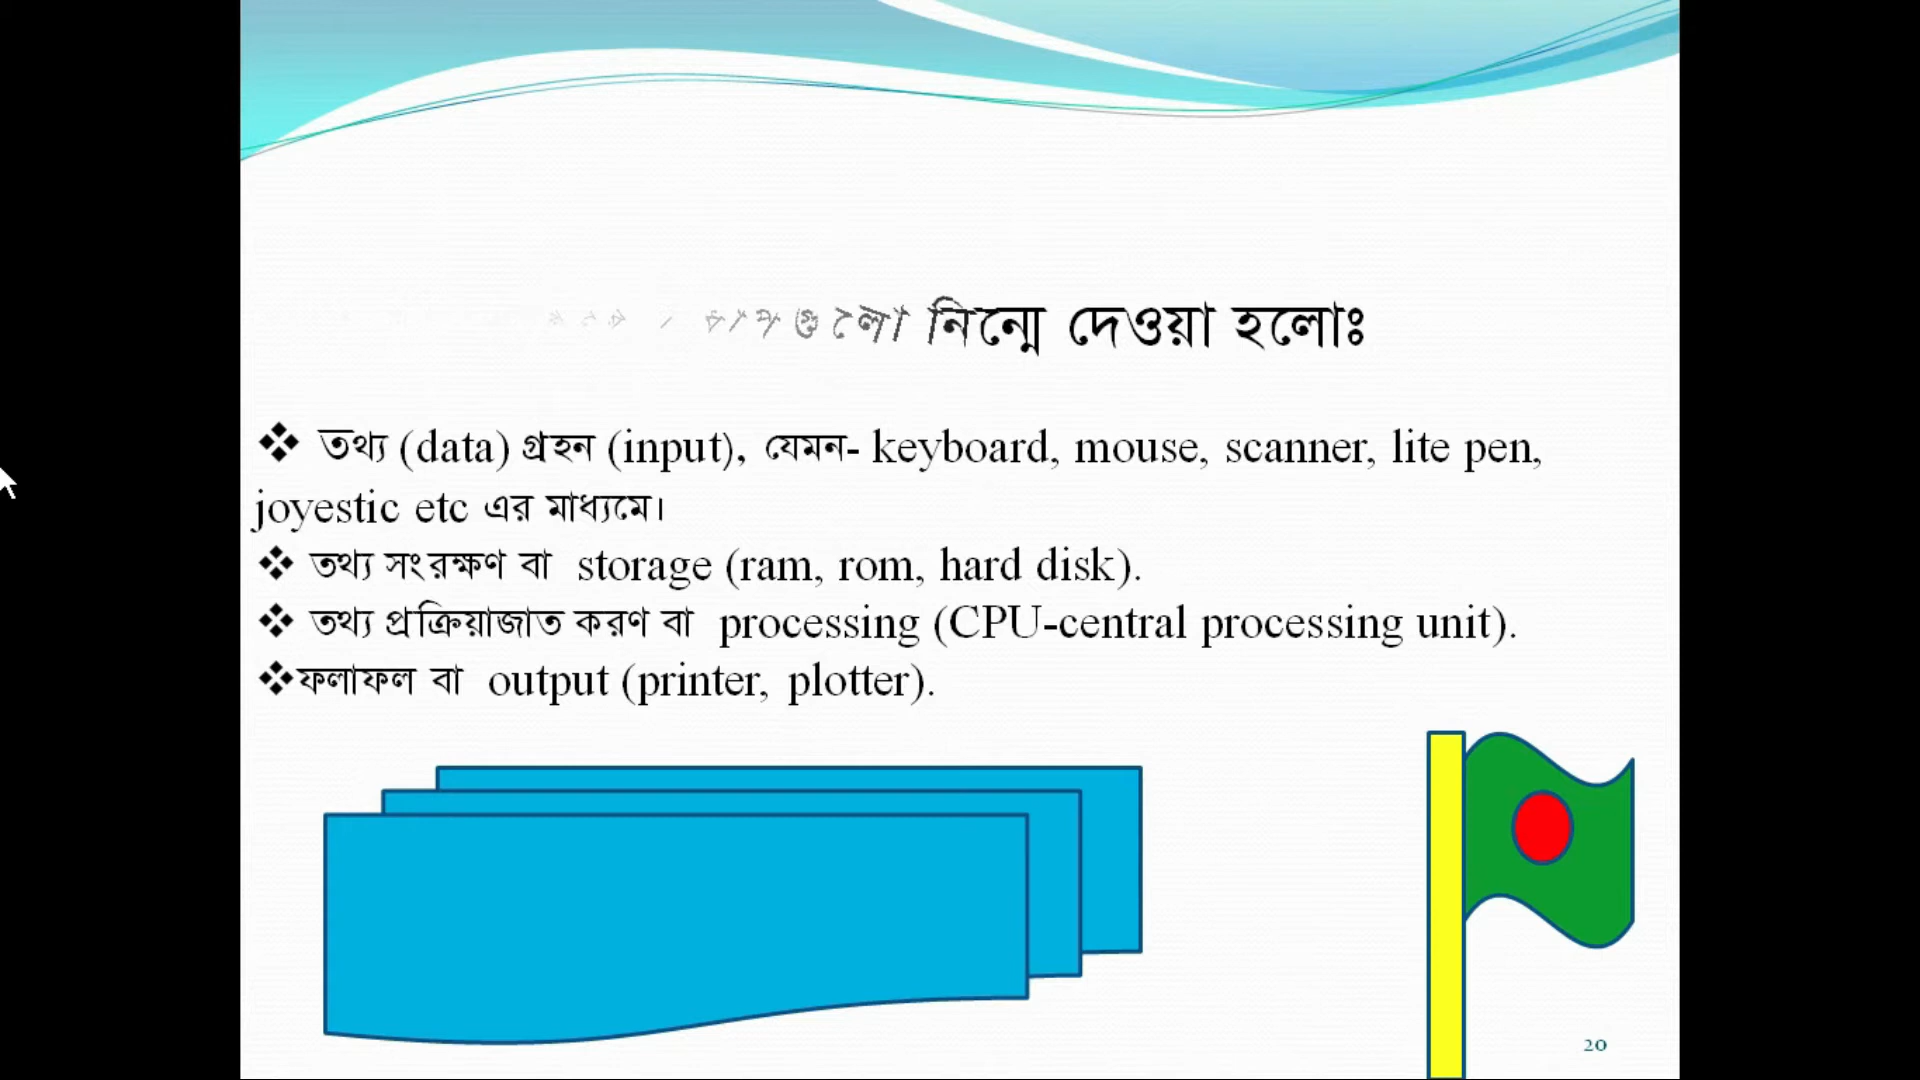 ধাপগুলো নিন্মে দেওয়া হলোঃ
❖ তথ্য (data) গ্রহন (input), যেমন- keyboard, mouse, scanner, lite pen,
joyestic etc এর মাধ্যমে।
❖ তথ্য সংরক্ষণ বা storage (ram, rom, hard disk).
❖ তথ্য প্রক্রিয়াজাত করণ বা processing (CPU-central processing unit).
❖ফলাফল বা output (printer, plotter).
20